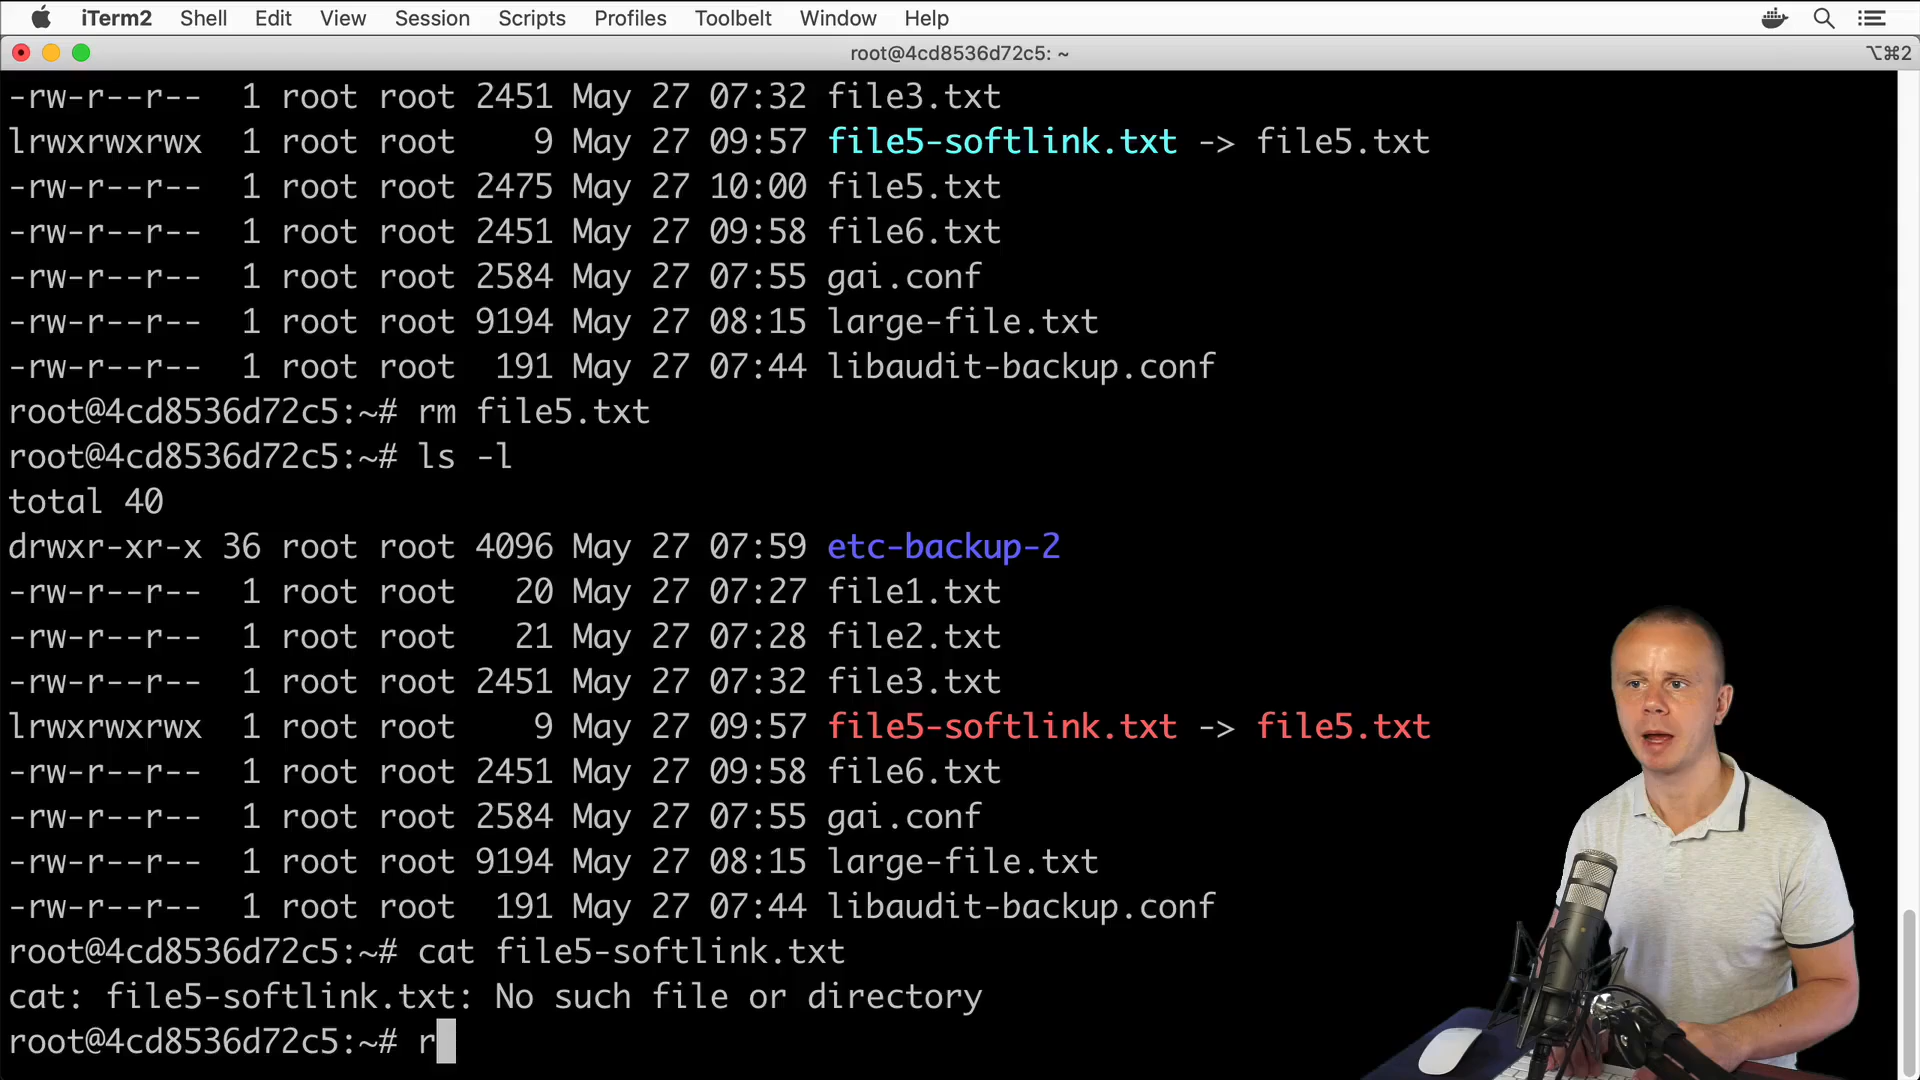 iTerm2 Shell Edit View Session Scripts Profiles Toolbelt Window Help
root@4cd8536d72c5: ~ ⌥⌘2
-rw-r--r-- 1 root root 2451 May 27 07:32 file3.txt
lrwxrwxrwx 1 root root 9 May 27 09:57 file5-softlink.txt -> file5.txt
-rw-r--r-- 1 root root 2475 May 27 10:00 file5.txt
-rw-r--r-- 1 root root 2451 May 27 09:58 file6.txt
-rw-r--r-- 1 root root 2584 May 27 07:55 gai.conf
-rw-r--r-- 1 root root 9194 May 27 08:15 large-file.txt
-rw-r--r-- 1 root root 191 May 27 07:44 libaudit-backup.conf
root@4cd8536d72c5:~# rm file5.txt
root@4cd8536d72c5:~# ls -l
total 40
drwxr-xr-x 36 root root 4096 May 27 07:59 etc-backup-2
-rw-r--r-- 1 root root 20 May 27 07:27 file1.txt
-rw-r--r-- 1 root root 21 May 27 07:28 file2.txt
-rw-r--r-- 1 root root 2451 May 27 07:32 file3.txt
lrwxrwxrwx 1 root root 9 May 27 09:57 file5-softlink.txt -> file5.txt
-rw-r--r-- 1 root root 2451 May 27 09:58 file6.txt
-rw-r--r-- 1 root root 2584 May 27 07:55 gai.conf
-rw-r--r-- 1 root root 9194 May 27 08:15 large-file.txt
-rw-r--r-- 1 root root 191 May 27 07:44 libaudit-backup.conf
root@4cd8536d72c5:~# cat file5-softlink.txt
cat: file5-softlink.txt: No such file or directory
root@4cd8536d72c5:~# r